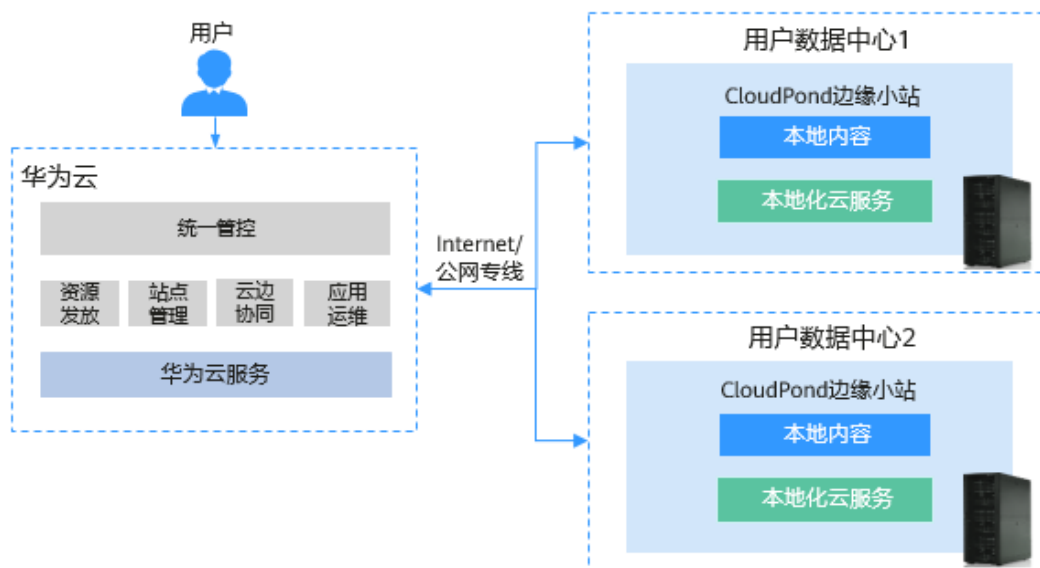 用户
华为云
统一管控
资源
发放
站点
管理
云边
协同
应用
运维
华为云服务
Internet/
公网专线
用户数据中心1
CloudPond边缘小站
本地内容
本地化云服务
用户数据中心2
CloudPond边缘小站
本地内容
本地化云服务